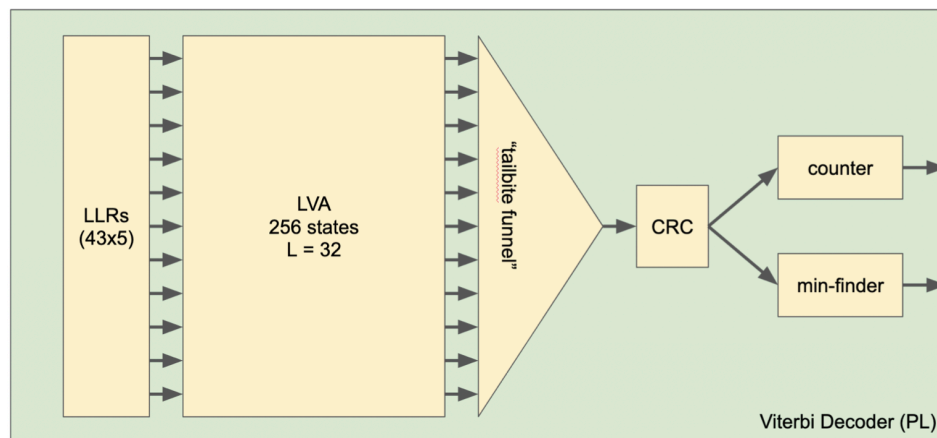 LLRs
(43x5)
LVA
256 states
L = 32
“tailbite funnel”
CRC
counter
min-finder
Viterbi Decoder (PL)